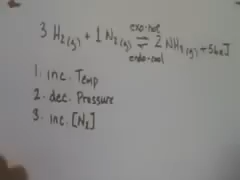 exo-hot
3 H₂(g) + 1 N₂(g) ⇌ 2 NH₃(g) + 56kJ
endo-cool
1. inc. Temp
2. dec. Pressure
3. inc. [N₂]